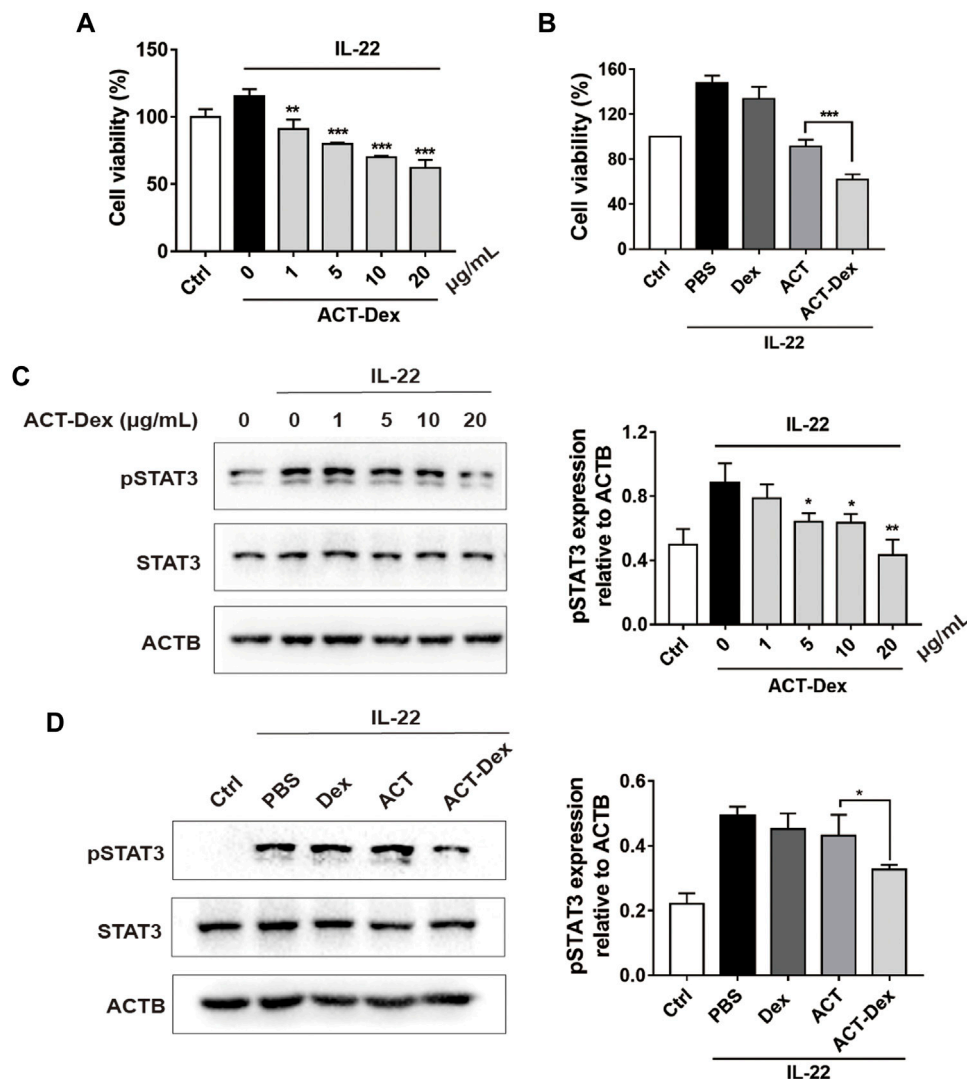 A
IL-22
Cell viability (%)
150
100
50
0
** *** *** ***
Ctrl 0 1 5 10 20 µg/mL
ACT-Dex
B
Cell viability (%)
160
120
80
40
0
***
Ctrl PBS Dex ACT ACT-Dex
IL-22
C
IL-22
ACT-Dex (µg/mL) 0 0 1 5 10 20
pSTAT3
STAT3
ACTB
IL-22
pSTAT3 expression
relative to ACTB
1.2
0.8
0.4
0.0
* * **
Ctrl 0 1 5 10 20 µg/mL
ACT-Dex
D
IL-22
Ctrl PBS Dex ACT ACT-Dex
pSTAT3
STAT3
ACTB
pSTAT3 expression
relative to ACTB
0.6
0.4
0.2
0.0
*
Ctrl PBS Dex ACT ACT-Dex
IL-22